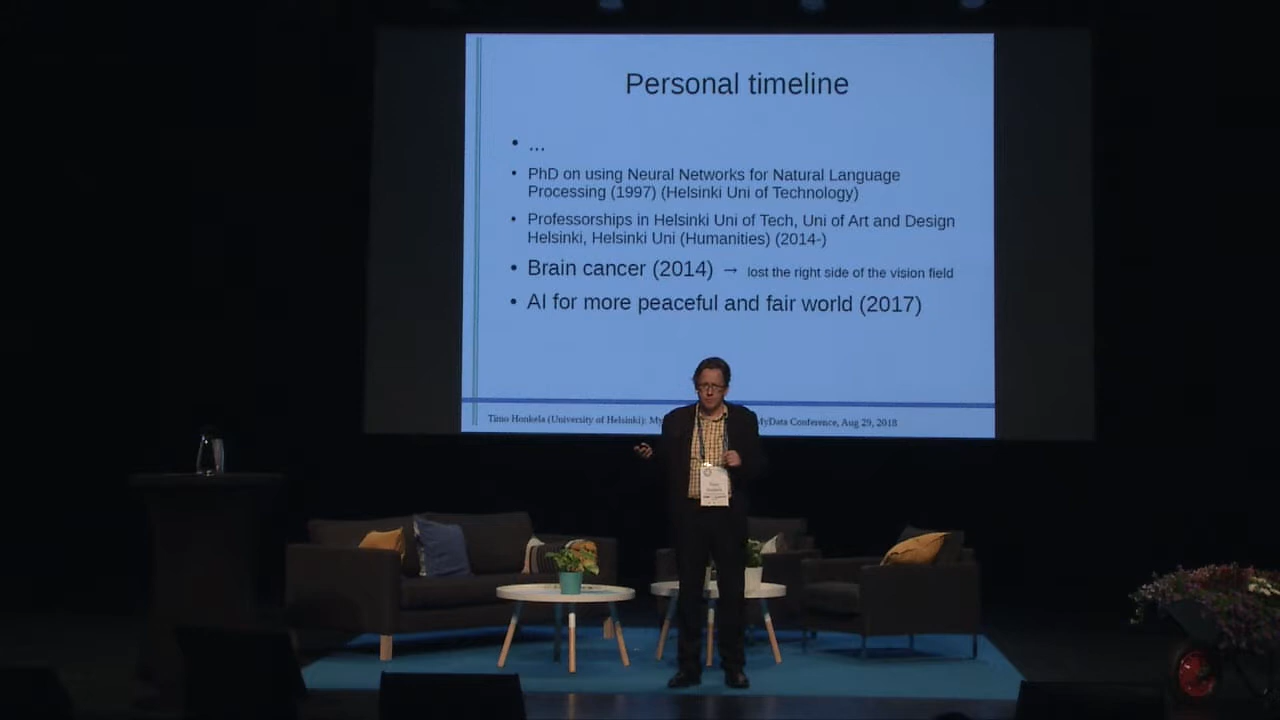 Personal timeline
• ...
• PhD on using Neural Networks for Natural Language
Processing (1997) (Helsinki Uni of Technology)
• Professorships in Helsinki Uni of Tech, Uni of Art and Design
Helsinki, Helsinki Uni (Humanities) (2014-)
• Brain cancer (2014) → lost the right side of the vision field
• AI for more peaceful and fair world (2017)
Timo Honkela (University of Helsinki): My MyData Conference, Aug 29, 2018